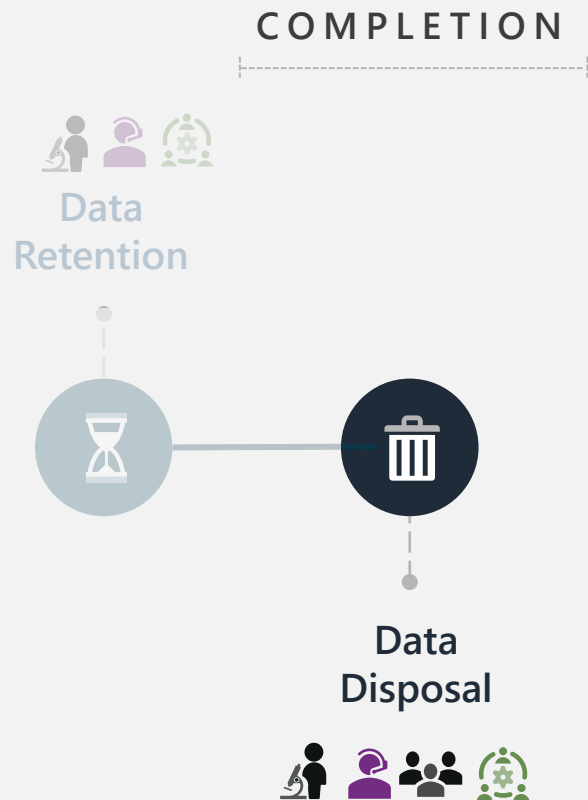 COMPLETION
Data
Retention
Data
Disposal